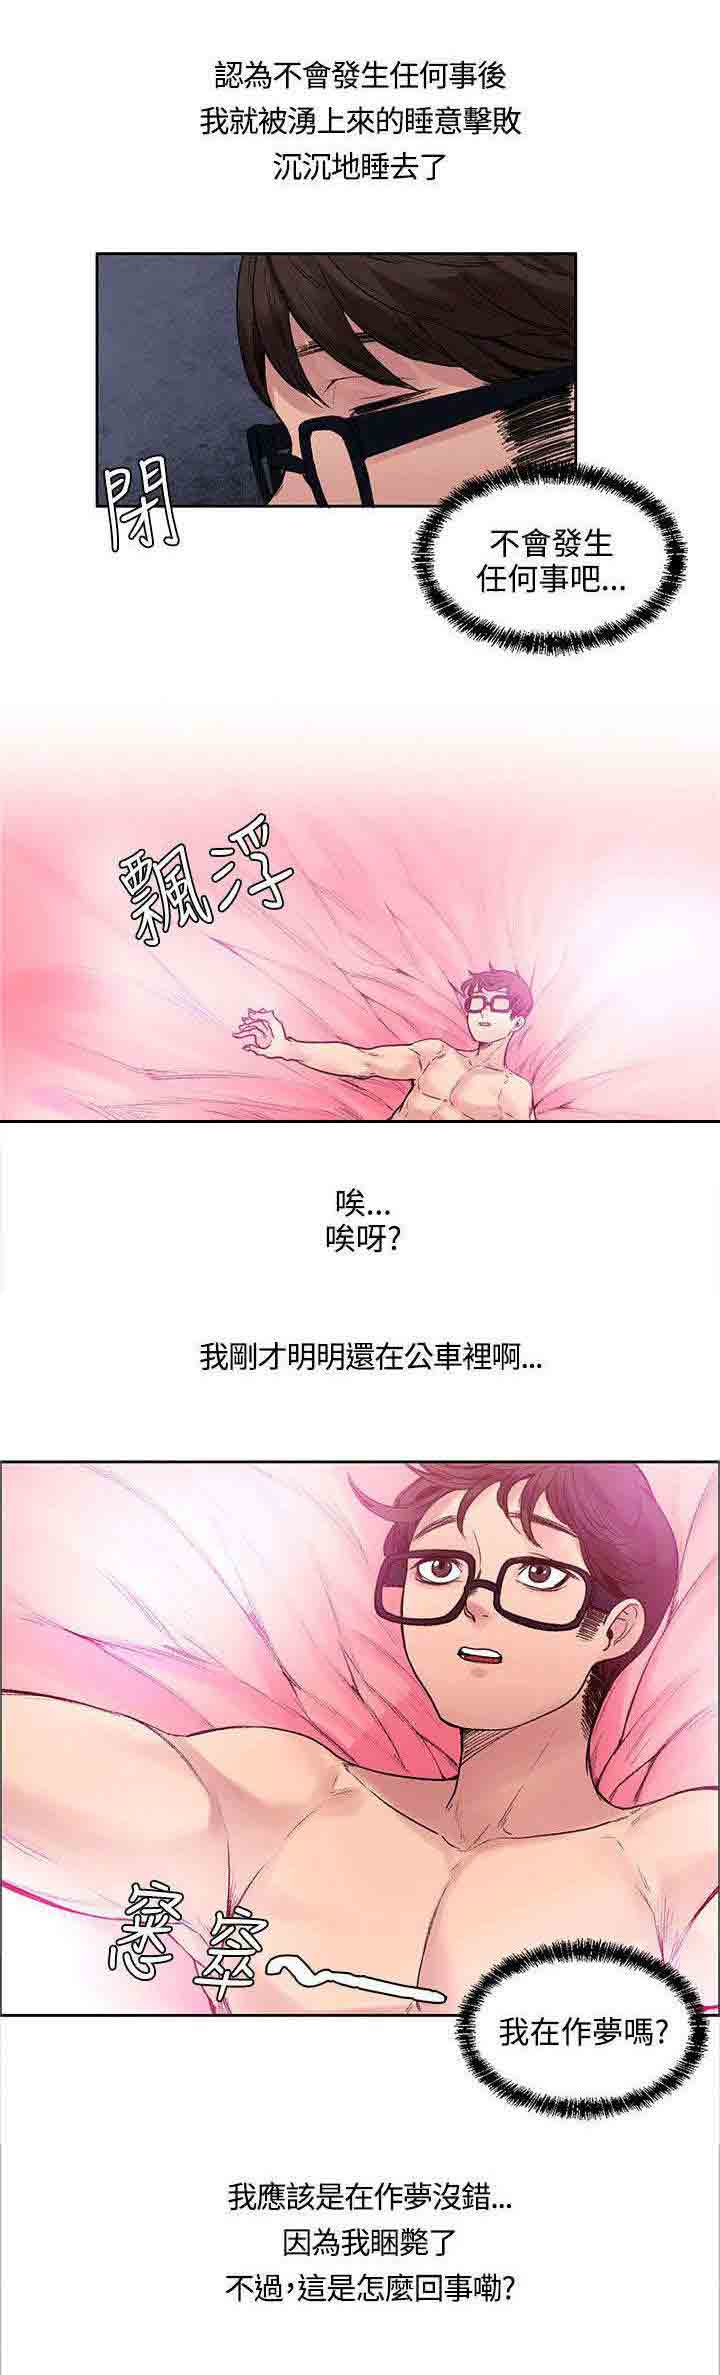 認為不會發生任何事後
我就被湧上來的睡意擊敗
沉沉地睡去了
閉
不會發生
任何事吧...
飄浮
唉...
唉呀?
我剛才明明還在公車裡啊...
窸窣
我在作夢嗎?
我應該是在作夢沒錯...
因為我睏斃了
不過,這是怎麼回事嘞?